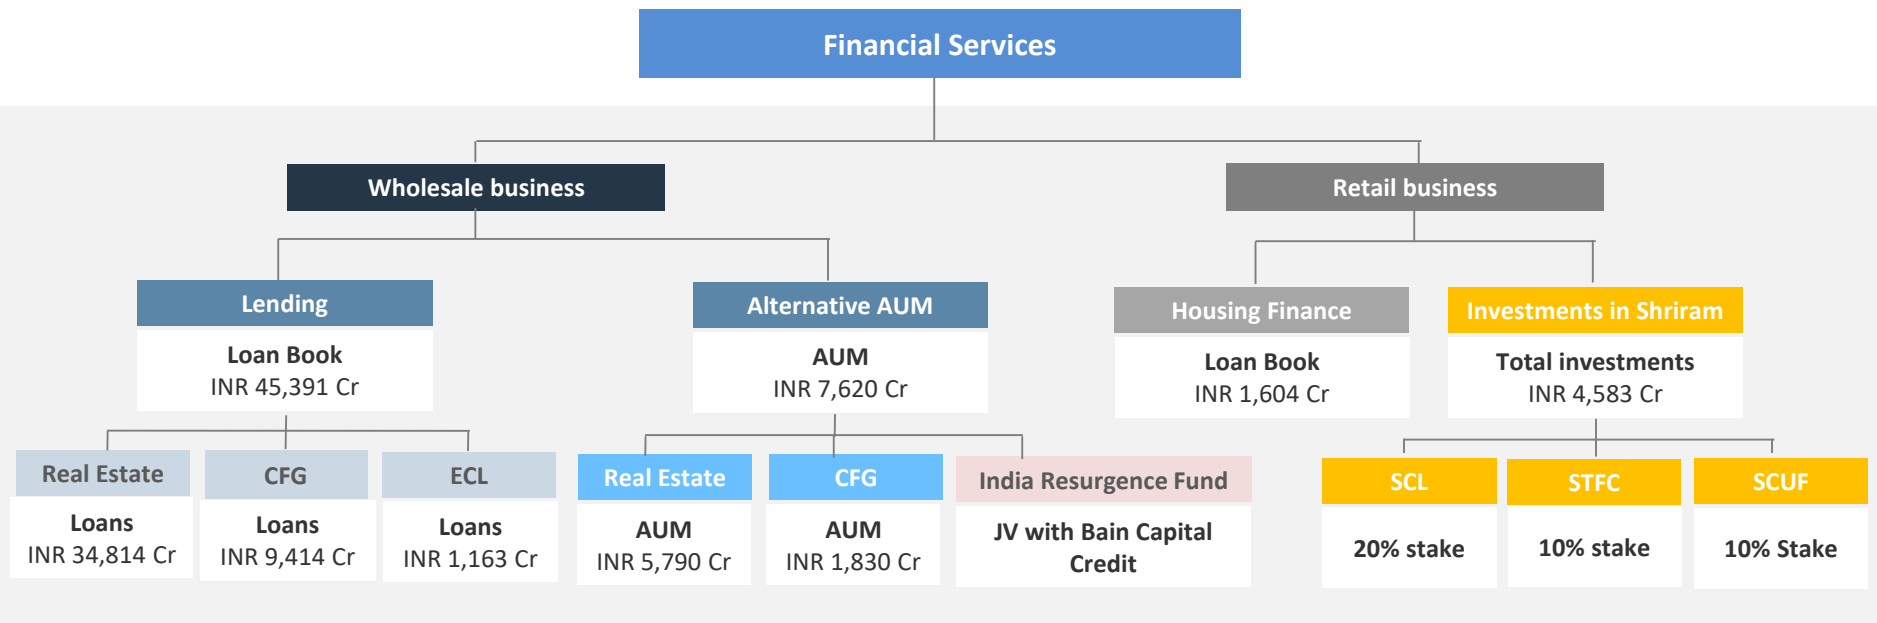 Financial Services
Wholesale business
Retail business
Lending
Loan Book
INR 45,391 Cr
Alternative AUM
AUM
INR 7,620 Cr
Housing Finance
Loan Book
INR 1,604 Cr
Investments in Shriram
Total investments
INR 4,583 Cr
Real Estate
Loans
INR 34,814 Cr
CFG
Loans
INR 9,414 Cr
ECL
Loans
INR 1,163 Cr
Real Estate
AUM
INR 5,790 Cr
CFG
AUM
INR 1,830 Cr
India Resurgence Fund
JV with Bain Capital
Credit
SCL
20% stake
STFC
10% stake
SCUF
10% Stake